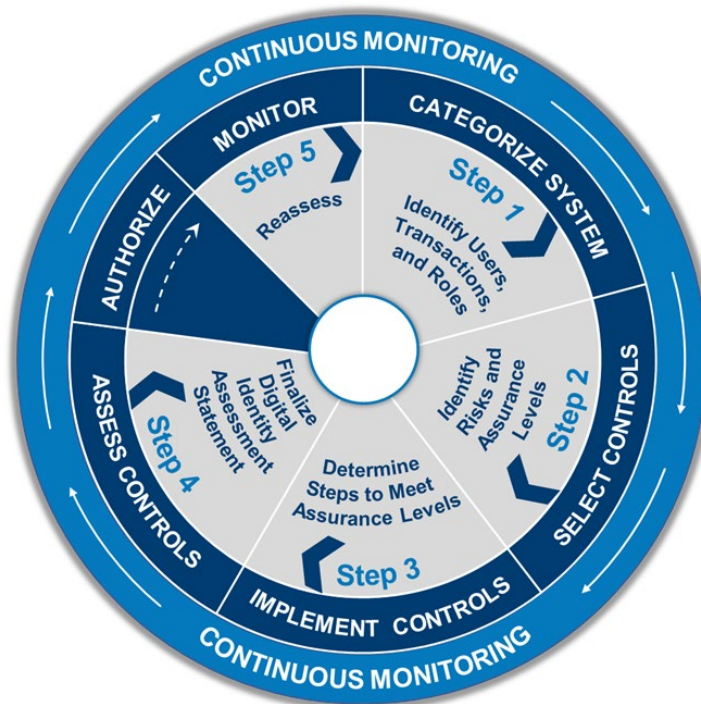 CONTINUOUS MONITORING
CATEGORIZE SYSTEM
Step 1
Identify Users,
Transactions,
and Roles
SELECT CONTROLS
Step 2
Identify
Risks and
Assurance
Levels
IMPLEMENT CONTROLS
Step 3
Determine
Steps to Meet
Assurance Levels
ASSESS CONTROLS
Step 4
Finalize
Digital
Identity
Assessment
Statement
AUTHORIZE
MONITOR
Step 5
Reassess
CONTINUOUS MONITORING